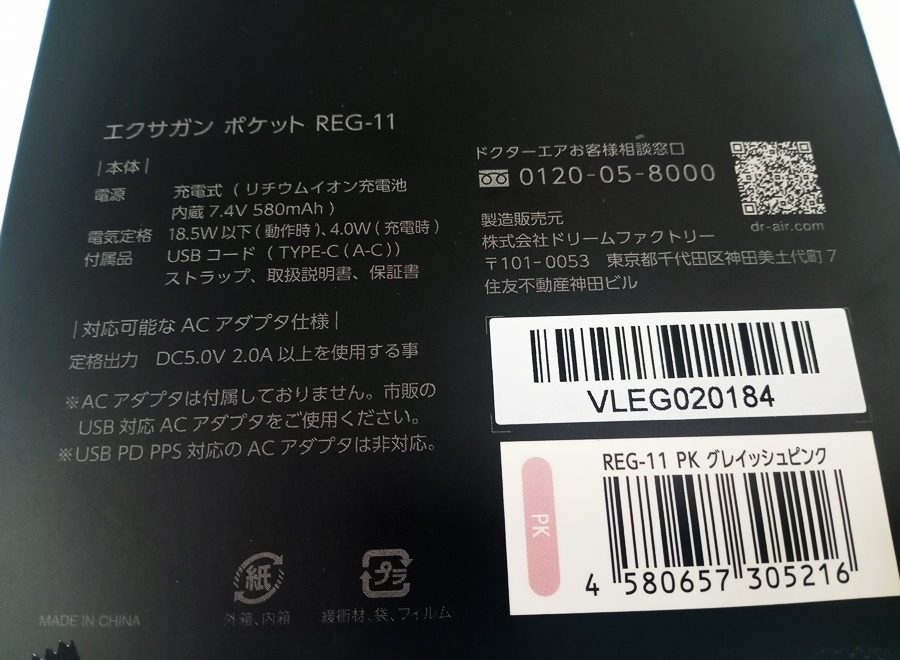 エクサガン ポケット REG-11
|本体|
電源 充電式 ( リチウムイオン充電池
内蔵 7.4V 580mAh )
電気定格 18.5W 以下 ( 動作時 )、4.0W ( 充電時 )
付属品 USB コード ( TYPE-C ( A-C ) )
ストラップ、取扱説明書、保証書
|対応可能な AC アダプタ仕様|
定格出力 DC5.0V 2.0A 以上を使用する事
※AC アダプタは付属しておりません。市販の
USB 対応 AC アダプタをご使用ください。
※USB PD PPS 対応の AC アダプタは非対応。
紙
外箱、内箱
プラ
緩衝材、袋、フィルム
MADE IN CHINA
ドクターエアお客様相談窓口
0120-05-8000
dr-air.com
製造販売元
株式会社ドリームファクトリー
〒101-0053 東京都千代田区神田美土代町 7
住友不動産神田ビル
VLEG020184
REG-11 PK グレイッシュピンク
PK
4 580657 305216